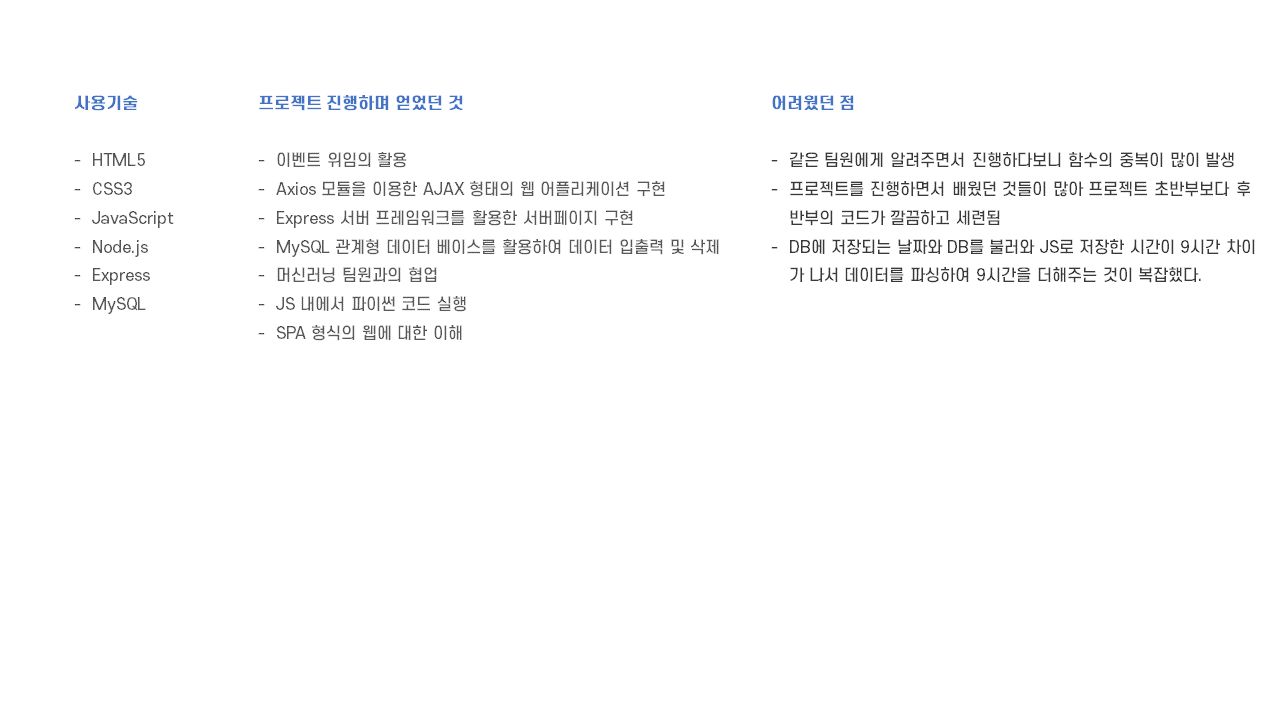 사용기술
- HTML5
- CSS3
- JavaScript
- Node.js
- Express
- MySQL
프로젝트 진행하며 얻었던 것
- 이벤트 위임의 활용
- Axios 모듈을 이용한 AJAX 형태의 웹 어플리케이션 구현
- Express 서버 프레임워크를 활용한 서버페이지 구현
- MySQL 관계형 데이터 베이스를 활용하여 데이터 입출력 및 삭제
- 머신러닝 팀원과의 협업
- JS 내에서 파이썬 코드 실행
- SPA 형식의 웹에 대한 이해
어려웠던 점
- 같은 팀원에게 알려주면서 진행하다보니 함수의 중복이 많이 발생
- 프로젝트를 진행하면서 배웠던 것들이 많아 프로젝트 초반부보다 후
반부의 코드가 깔끔하고 세련됨
- DB에 저장되는 날짜와 DB를 불러와 JS로 저장한 시간이 9시간 차이
가 나서 데이터를 파싱하여 9시간을 더해주는 것이 복잡했다.